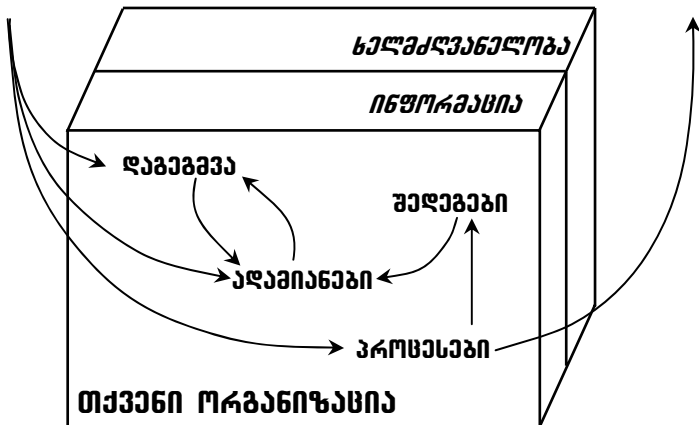 ხელმძღვანელობა
ინფორმაცია
დაგეგმვა
შედეგები
ადამიანები
პროცესები
თქვენი ორგანიზაცია